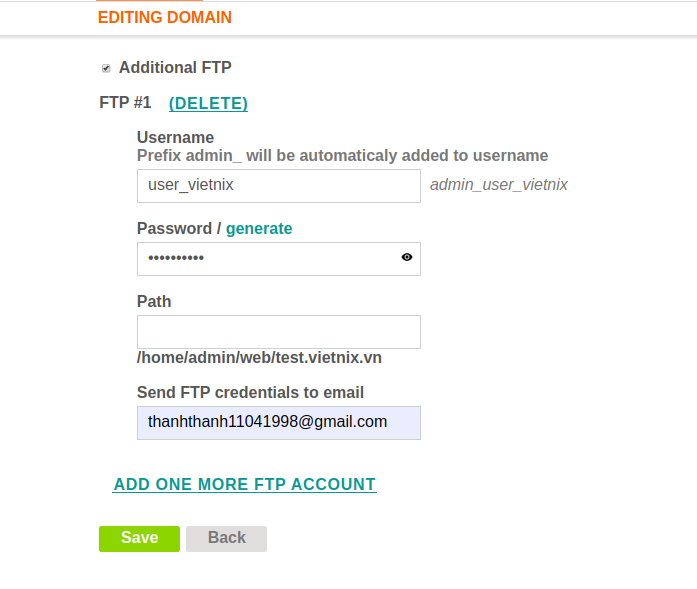 EDITING DOMAIN
Additional FTP
FTP #1 (DELETE)
Username
Prefix admin_ will be automaticaly added to username
user_vietnix admin_user_vietnix
Password / generate
••••••••••
Path
/home/admin/web/test.vietnix.vn
Send FTP credentials to email
thanhthanh11041998@gmail.com
ADD ONE MORE FTP ACCOUNT
Save Back